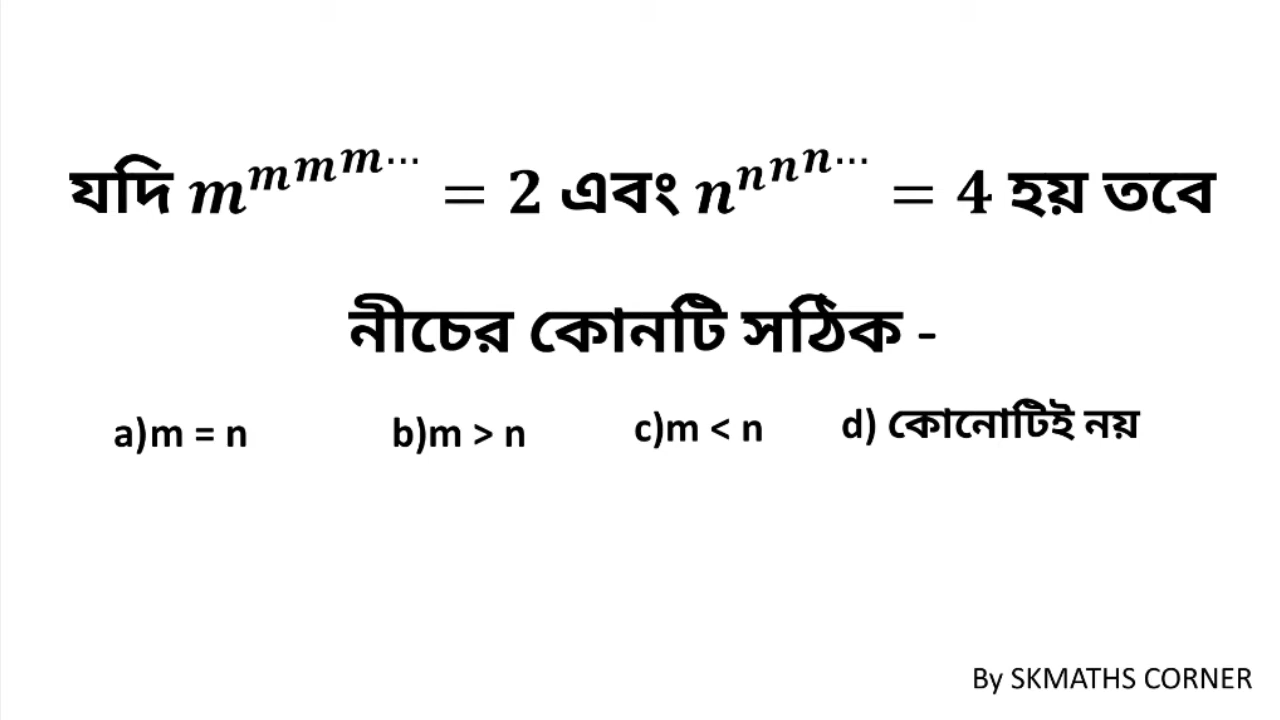 যদি m^{m^{m^{m^{...}}}} = 2 এবং n^{n^{n^{n^{...}}}} = 4 হয় তবে
নীচের কোনটি সঠিক -
a)m = n b)m > n c)m < n d) কোনোটিই নয়
By SKMATHS CORNER